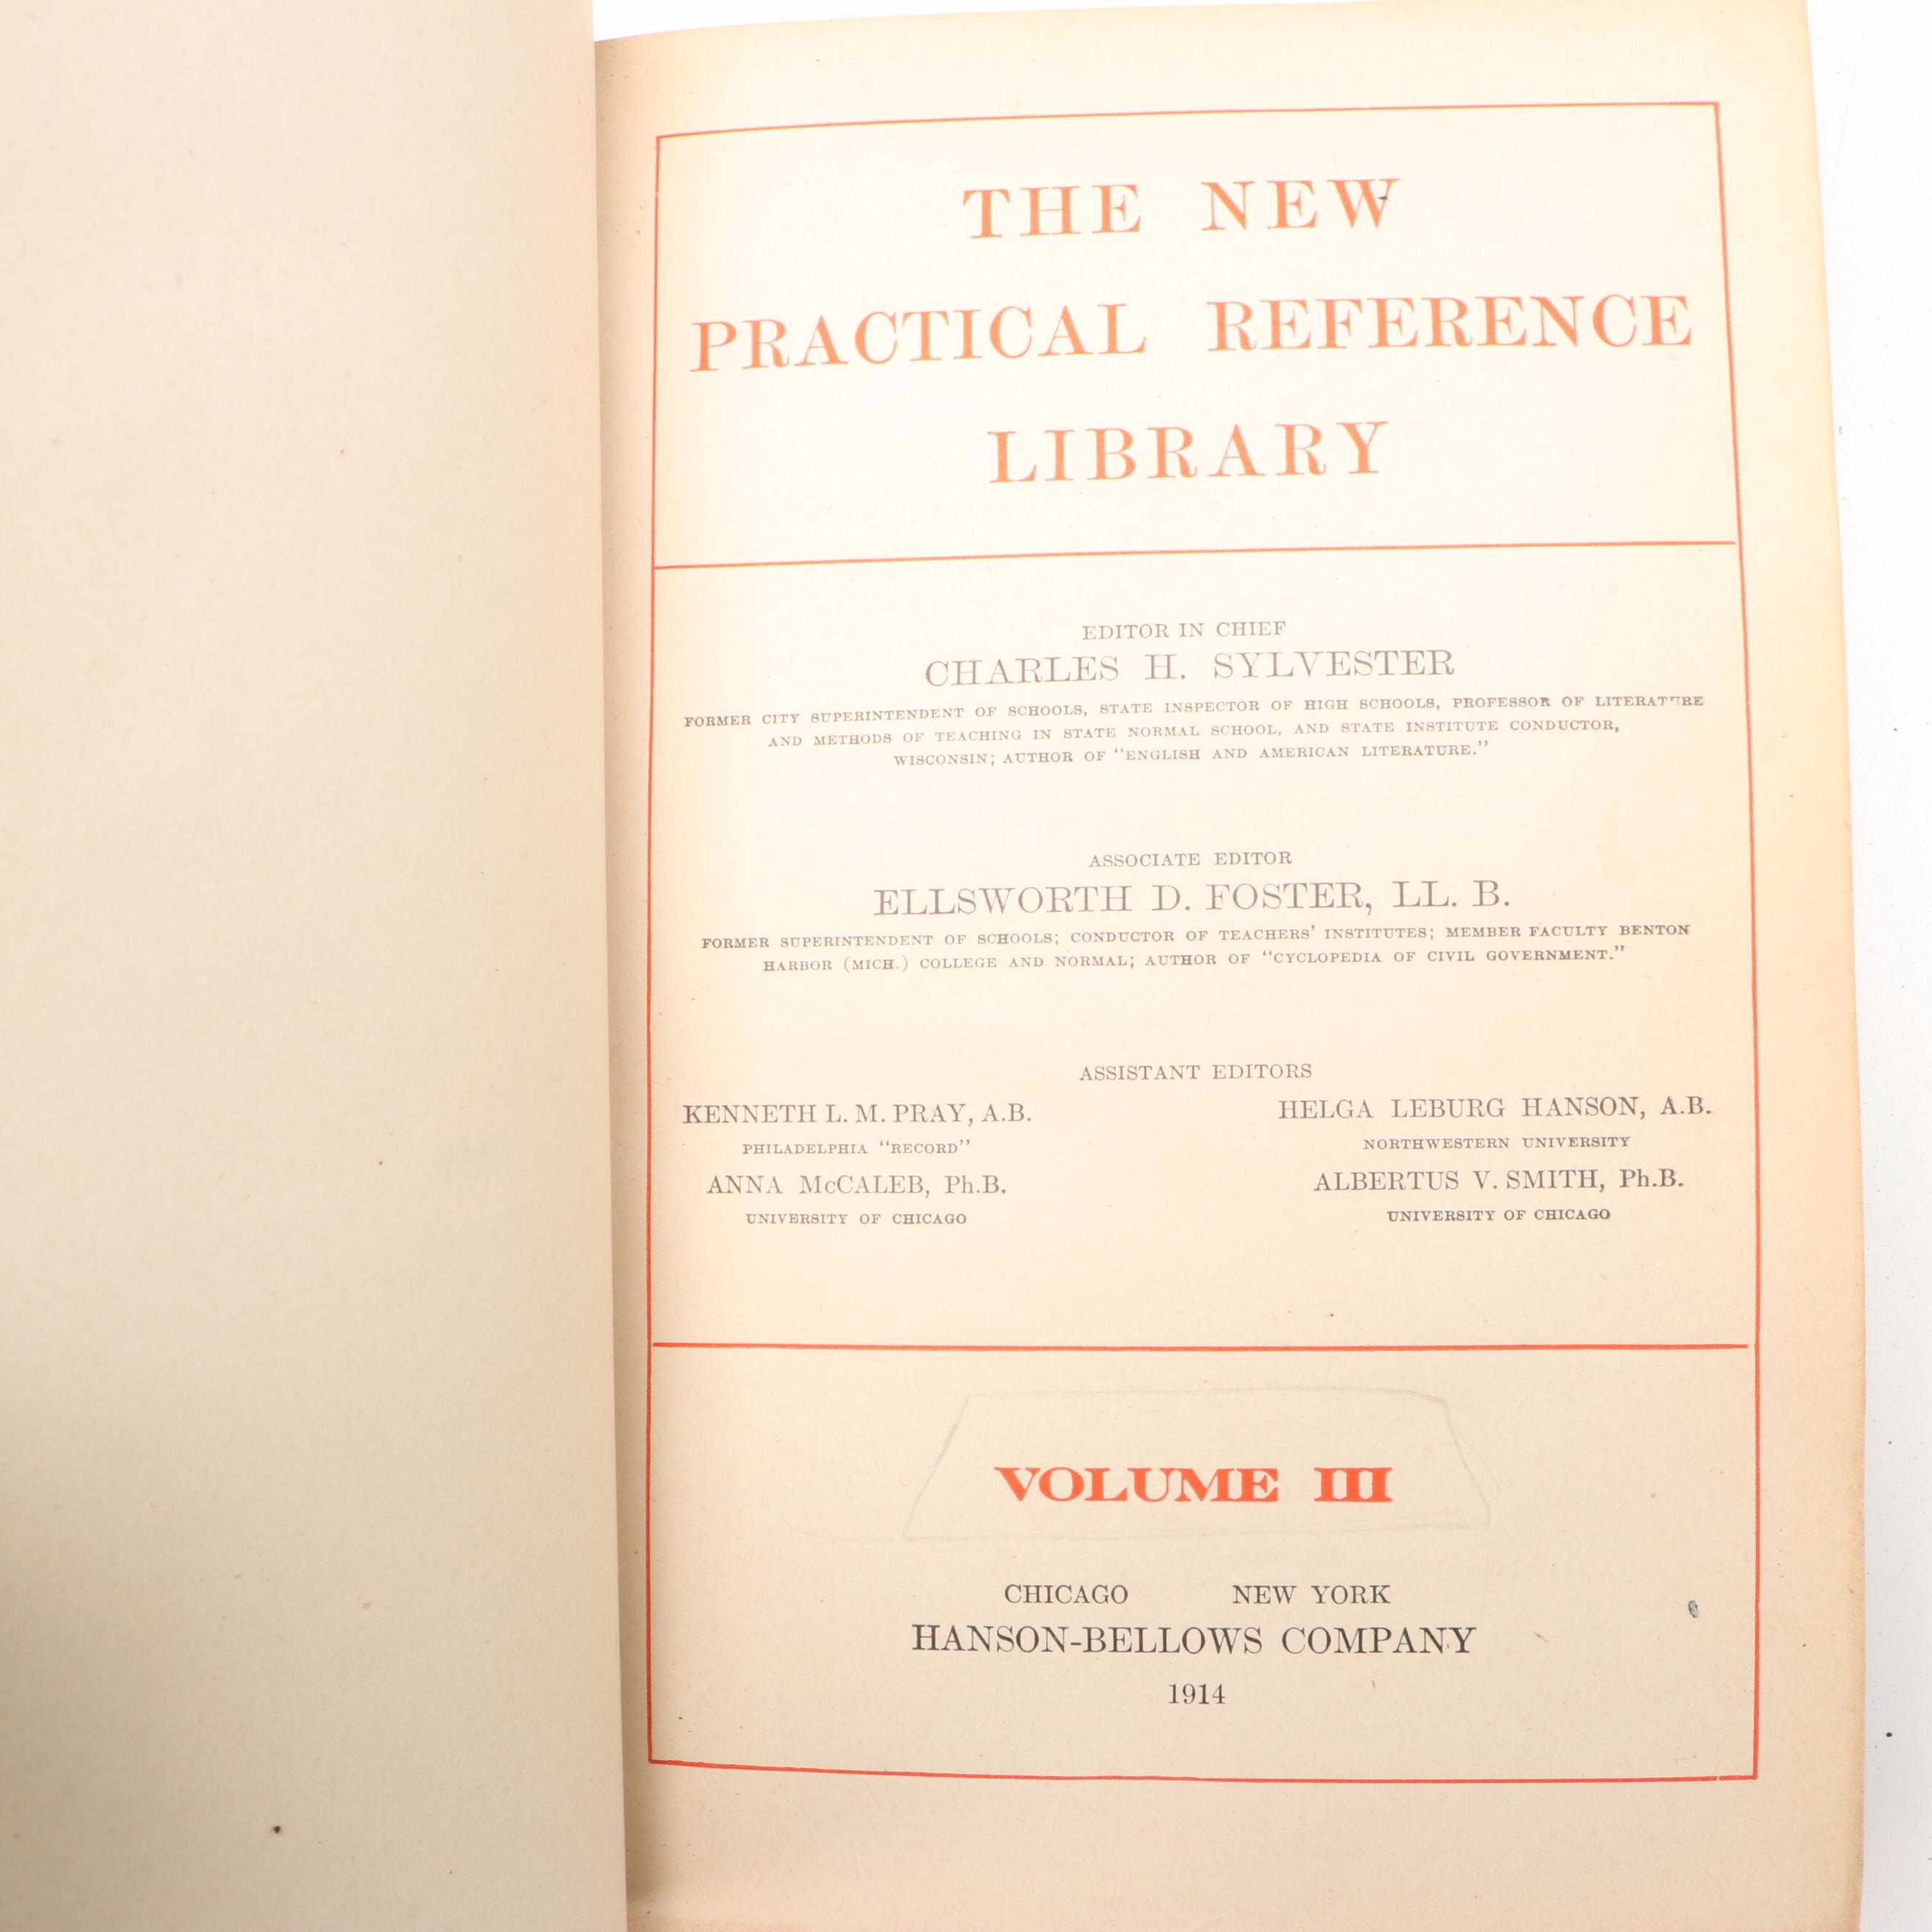 THE NEW
PRACTICAL REFERENCE
LIBRARY
EDITOR IN CHIEF
CHARLES H. SYLVESTER
FORMER CITY SUPERINTENDENT OF SCHOOLS, STATE INSPECTOR OF HIGH SCHOOLS, PROFESSOR OF LITERATURE
AND METHODS OF TEACHING IN STATE NORMAL SCHOOL, AND STATE INSTITUTE CONDUCTOR,
WISCONSIN; AUTHOR OF "ENGLISH AND AMERICAN LITERATURE."
ASSOCIATE EDITOR
ELLSWORTH D. FOSTER, LL. B.
FORMER SUPERINTENDENT OF SCHOOLS; CONDUCTOR OF TEACHERS' INSTITUTES; MEMBER FACULTY BENTON
HARBOR (MICH.) COLLEGE AND NORMAL; AUTHOR OF "CYCLOPEDIA OF CIVIL GOVERNMENT."
ASSISTANT EDITORS
KENNETH L. M. PRAY, A.B.
PHILADELPHIA "RECORD"
ANNA McCALEB, Ph.B.
UNIVERSITY OF CHICAGO
HELGA LEBURG HANSON, A.B.
NORTHWESTERN UNIVERSITY
ALBERTUS V. SMITH, Ph.B.
UNIVERSITY OF CHICAGO
VOLUME III
CHICAGO NEW YORK
HANSON-BELLOWS COMPANY
1914